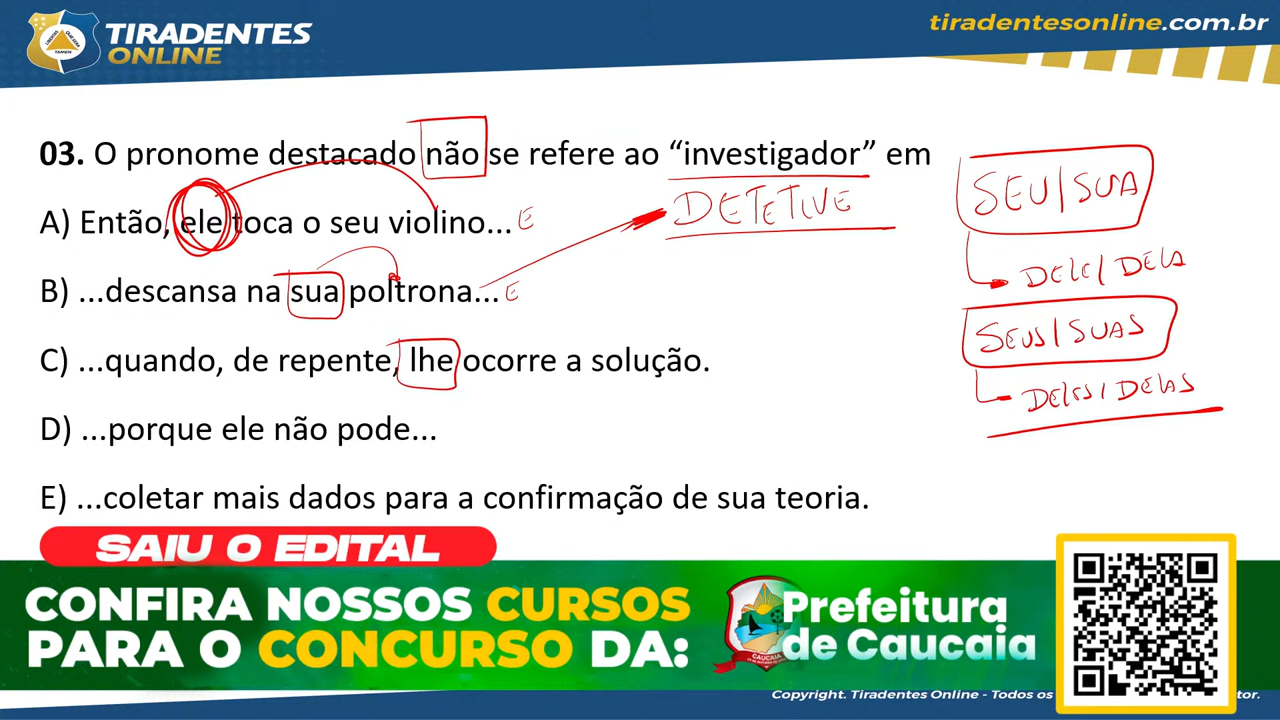 TIRADENTES
ONLINE
tiradentesonline.com.br
03. O pronome destacado não se refere ao “investigador” em
DETETIVE
SEU/SUA
A) Então, ele toca o seu violino... E
DELE/DELA
B) ...descansa na sua poltrona... E
SEUS/SUAS
C) ...quando, de repente, lhe ocorre a solução.
DELES/DELAS
D) ...porque ele não pode...
E) ...coletar mais dados para a confirmação de sua teoria.
SAIU O EDITAL
CONFIRA NOSSOS CURSOS
PARA O CONCURSO DA:
CAUCAIA
Prefeitura
de Caucaia
Copyright. Tiradentes Online - Todos os
tor.